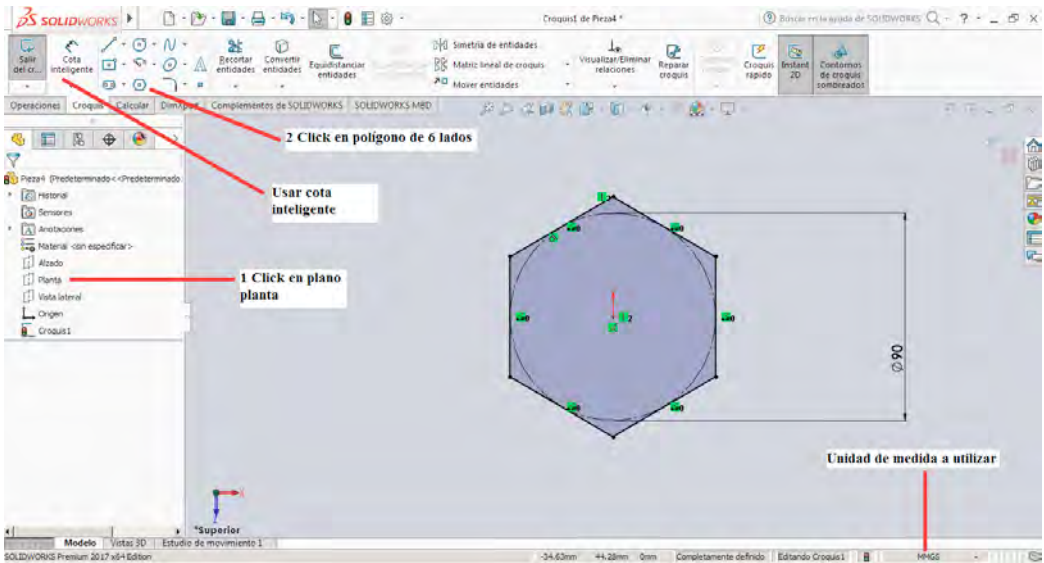 SOLIDWORKS
Croquis1 de Pieza4 *
Buscar en la ayuda de SOLIDWORKS
Salir del cr...
Cota inteligente
Recortar entidades
Convertir entidades
Equidistanciar entidades
Simetría de entidades
Matriz lineal de croquis
Mover entidades
Visualizar/Eliminar relaciones
Reparar croquis
Croquis rápido
Instant 2D
Contornos de croquis sombreados
Operaciones
Croquis
Calcular
DimXpert
Complementos de SOLIDWORKS
SOLIDWORKS MBD
2 Click en polígono de 6 lados
Usar cota
inteligente
1 Click en plano
planta
Pieza4 (Predeterminado<<Predeterminado
Historial
Sensores
Anotaciones
Material <sin especificar>
Alzado
Planta
Vista lateral
Origen
Croquis1
Ø90
2
Unidad de medida a utilizar
*Superior
Modelo
Vistas 3D
Estudio de movimiento 1
SOLIDWORKS Premium 2017 x64 Edition
-34.63mm
44.28mm
0mm
Completamente definido
Editando Croquis1
MMGS